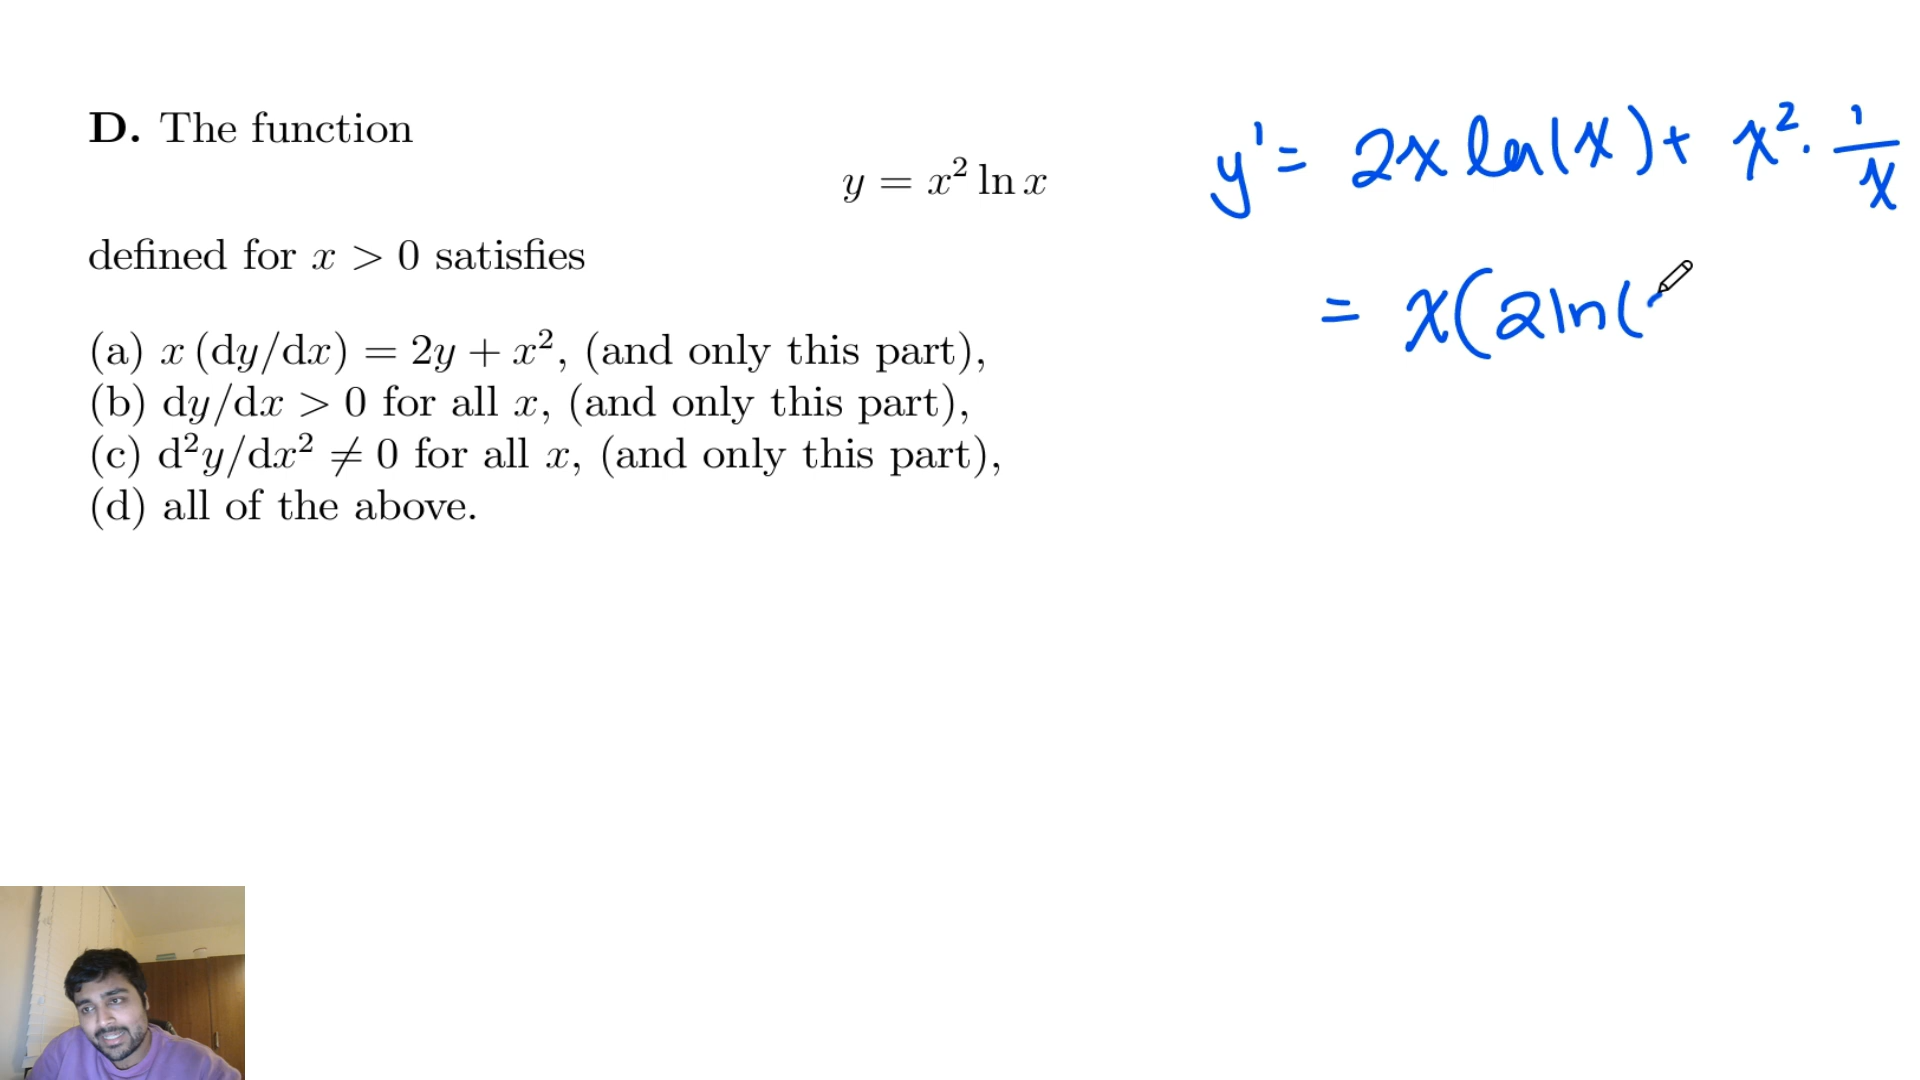 D. The function
y = x² ln x
defined for x > 0 satisfies
(a) x (dy/dx) = 2y + x², (and only this part),
(b) dy/dx > 0 for all x, (and only this part),
(c) d²y/dx² ≠ 0 for all x, (and only this part),
(d) all of the above.
y' = 2x ln(x) + x² · 1/x
= x(2ln(